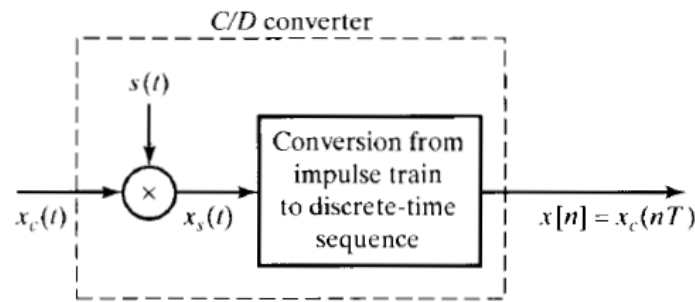 C/D converter
s(t)
×
Conversion from
impulse train
to discrete-time
sequence
x_c(t)
x_s(t)
x[n] = x_c(nT)